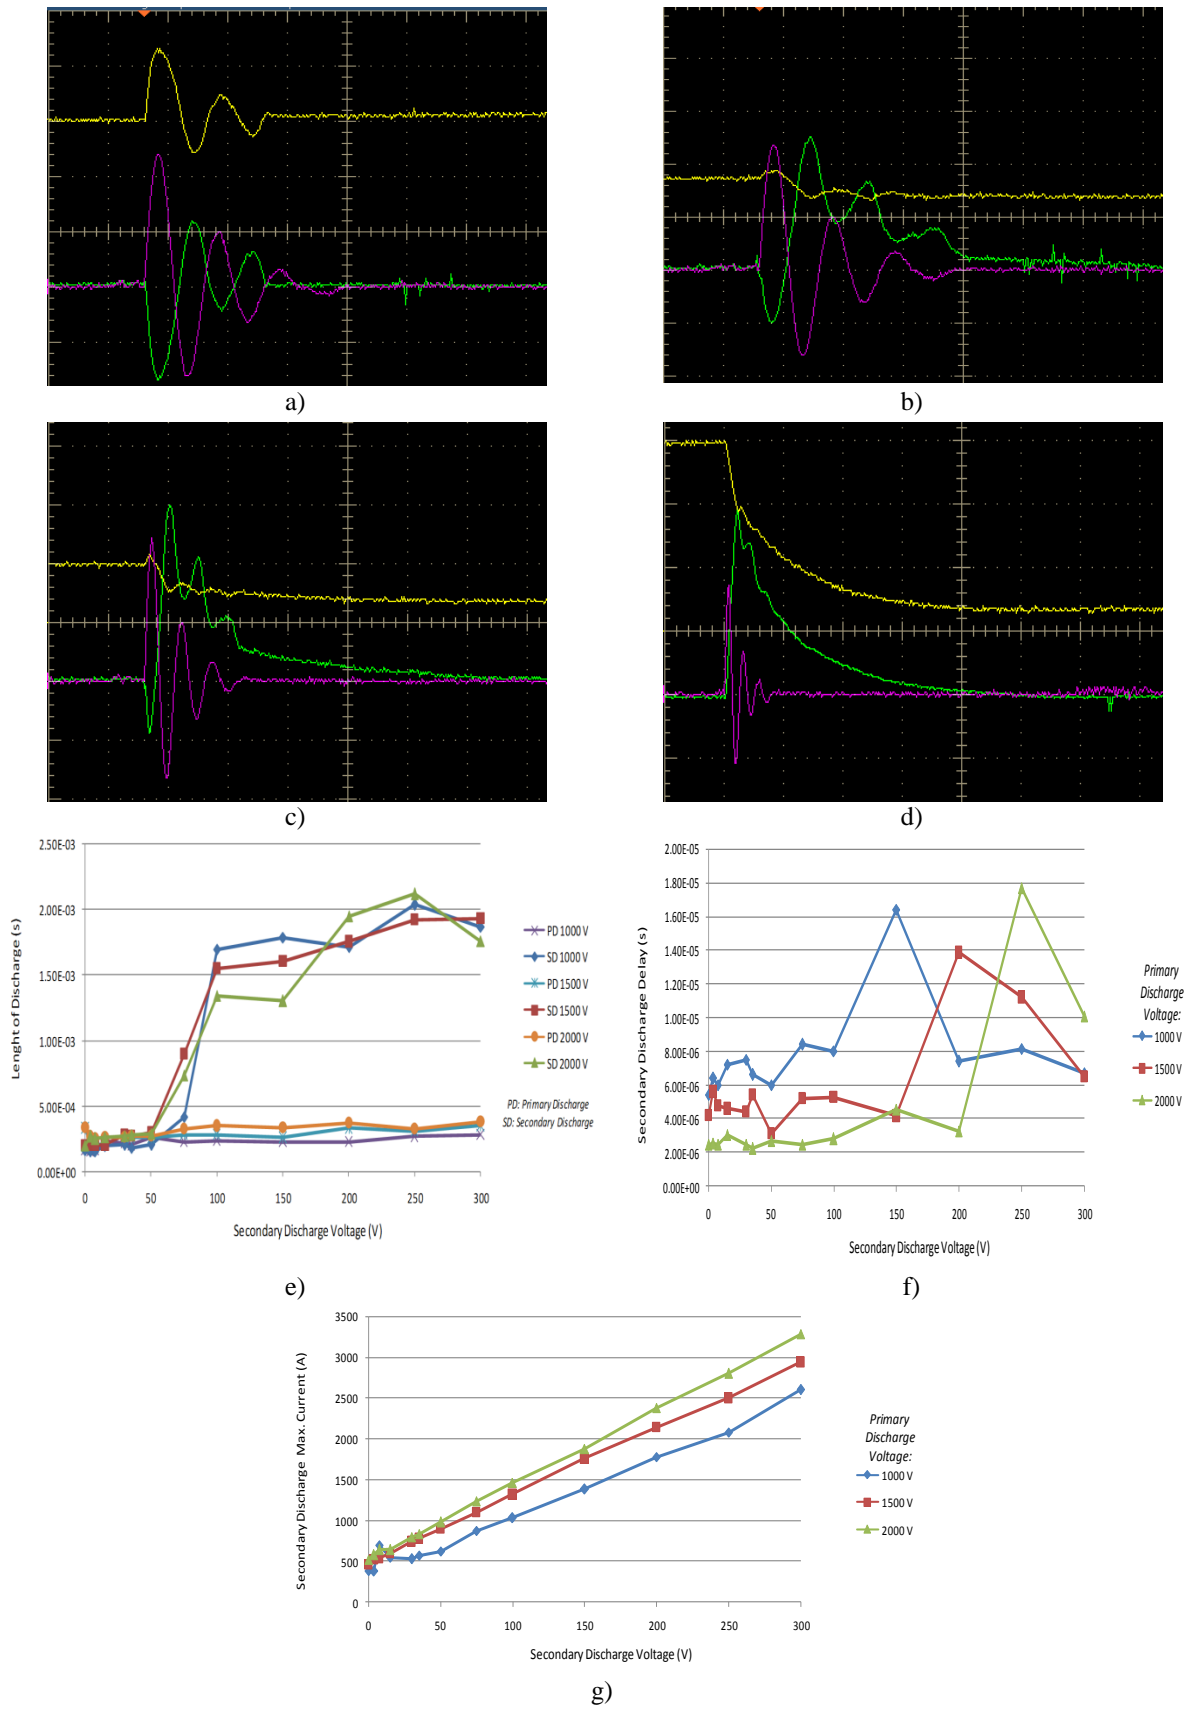 a)
b)
c)
d)
2.50E-03
2.00E-03
1.50E-03
1.00E-03
5.00E-04
0.00E+00
Lenght of Discharge (s)
0 50 100 150 200 250 300
Secondary Discharge Voltage (V)
PD 1000 V
SD 1000 V
PD 1500 V
SD 1500 V
PD 2000 V
SD 2000 V
PD: Primary Discharge
SD: Secondary Discharge
e)
2.00E-05
1.80E-05
1.60E-05
1.40E-05
1.20E-05
1.00E-05
8.00E-06
6.00E-06
4.00E-06
2.00E-06
0.00E+00
Secondary Discharge Delay (s)
0 50 100 150 200 250 300
Secondary Discharge Voltage (V)
Primary
Discharge
Voltage:
1000 V
1500 V
2000 V
f)
3500
3000
2500
2000
1500
1000
500
0
Secondary Discharge Max. Current (A)
0 50 100 150 200 250 300
Secondary Discharge Voltage (V)
Primary
Discharge
Voltage:
1000 V
1500 V
2000 V
g)